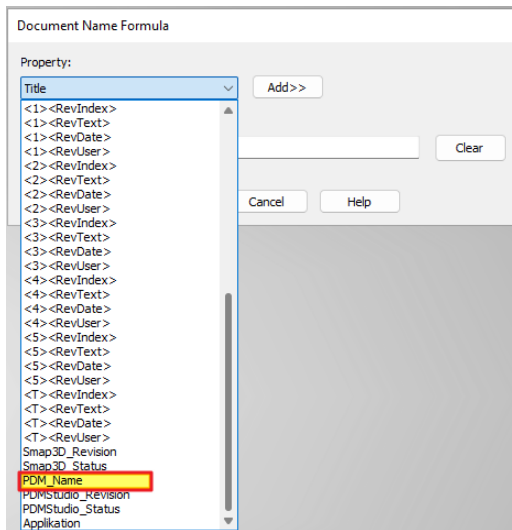 Document Name Formula
Property:
Title
Add>>
<1><RevIndex>
<1><RevText>
<1><RevDate>
<1><RevUser>
<2><RevIndex>
<2><RevText>
<2><RevDate>
<2><RevUser>
<3><RevIndex>
<3><RevText>
<3><RevDate>
<3><RevUser>
<4><RevIndex>
<4><RevText>
<4><RevDate>
<4><RevUser>
<5><RevIndex>
<5><RevText>
<5><RevDate>
<5><RevUser>
<T><RevIndex>
<T><RevText>
<T><RevDate>
<T><RevUser>
Smap3D_Revision
Smap3D_Status
PDM_Name
PDMStudio_Revision
PDMStudio_Status
Applikation
Clear
Cancel
Help